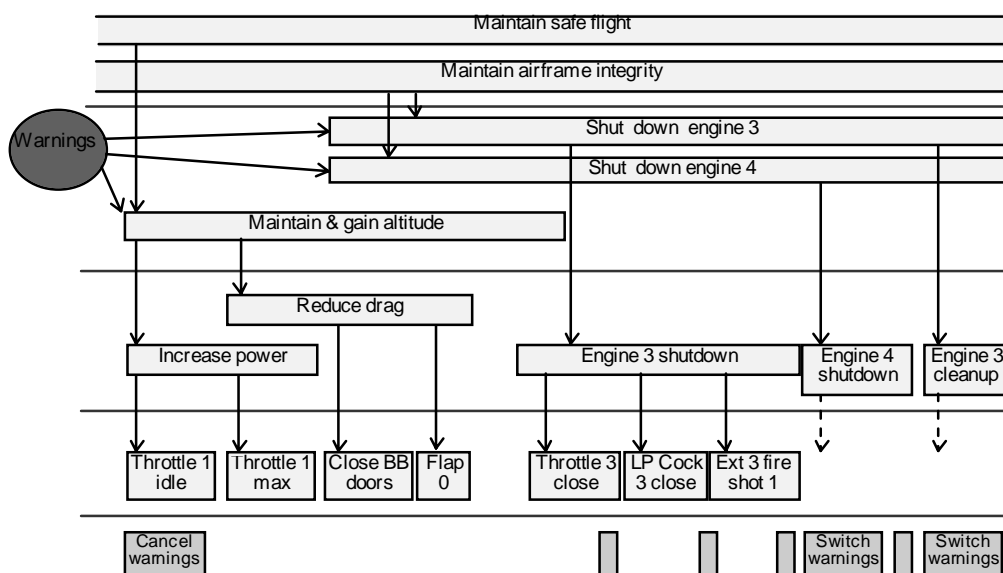 Maintain safe flight
Maintain airframe integrity
Warnings
Shut down engine 3
Shut down engine 4
Maintain & gain altitude
Reduce drag
Increase power
Engine 3 shutdown
Engine 4
shutdown
Engine 3
cleanup
Throttle 1
idle
Throttle 1
max
Close BB
doors
Flap
0
Throttle 3
close
LP Cock
3 close
Ext 3 fire
shot 1
Cancel
warnings
Switch
warnings
Switch
warnings